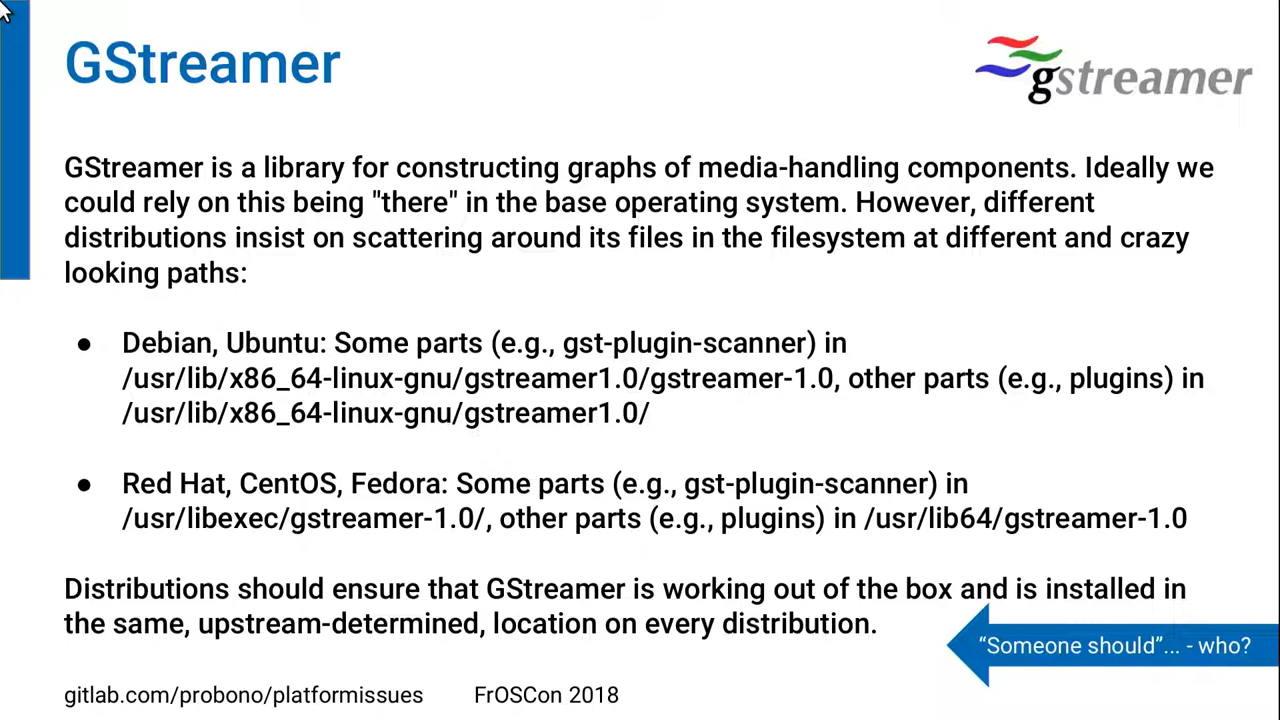 GStreamer
gstreamer
GStreamer is a library for constructing graphs of media-handling components. Ideally we
could rely on this being "there" in the base operating system. However, different
distributions insist on scattering around its files in the filesystem at different and crazy
looking paths:
● Debian, Ubuntu: Some parts (e.g., gst-plugin-scanner) in
/usr/lib/x86_64-linux-gnu/gstreamer1.0/gstreamer-1.0, other parts (e.g., plugins) in
/usr/lib/x86_64-linux-gnu/gstreamer1.0/
● Red Hat, CentOS, Fedora: Some parts (e.g., gst-plugin-scanner) in
/usr/libexec/gstreamer-1.0/, other parts (e.g., plugins) in /usr/lib64/gstreamer-1.0
Distributions should ensure that GStreamer is working out of the box and is installed in
the same, upstream-determined, location on every distribution.
“Someone should”... - who?
gitlab.com/probono/platformissues FrOSCon 2018